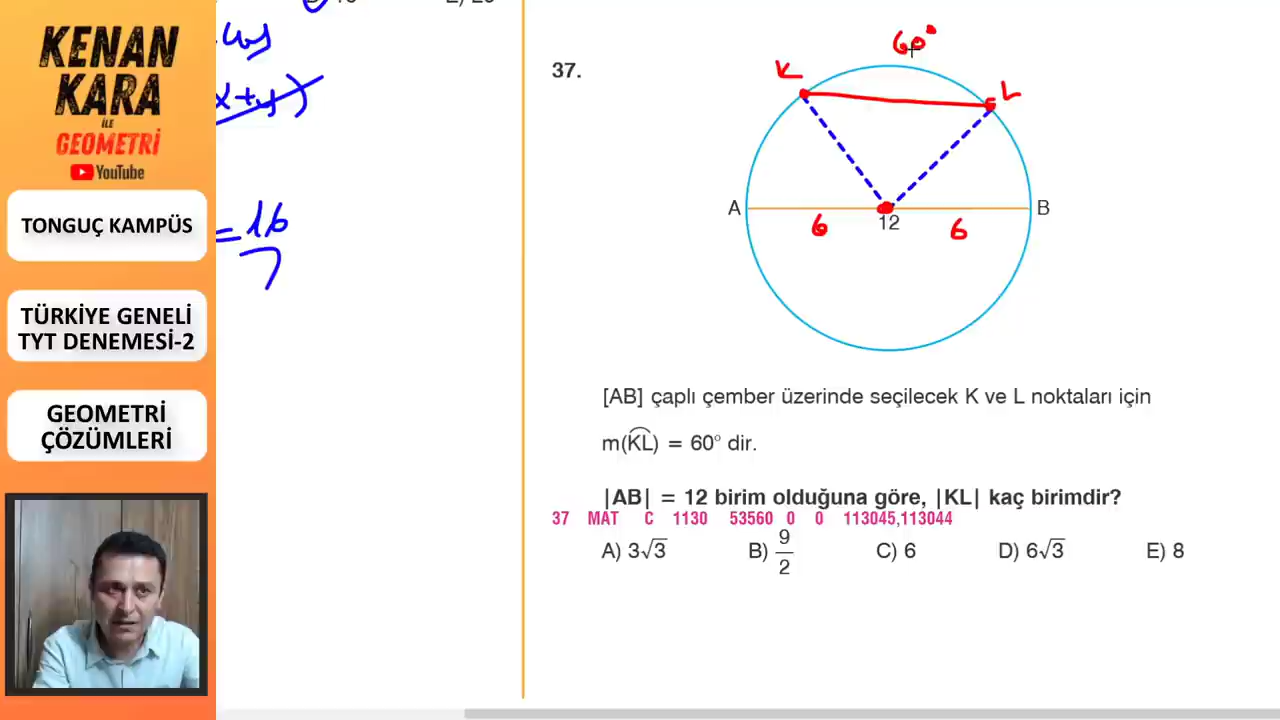 KENAN
KARA
İLE
GEOMETRİ
YouTube
TONGUÇ KAMPÜS
TÜRKİYE GENELİ
TYT DENEMESİ-2
GEOMETRİ
ÇÖZÜMLERİ
= 16
7
37.
60°
K
L
A
B
6
12
6
[AB] çaplı çember üzerinde seçilecek K ve L noktaları için
m(KL) = 60° dir.
|AB| = 12 birim olduğuna göre, |KL| kaç birimdir?
37 MAT C 1130 53560 0 0 113045,113044
A) 3√3 B) 9/2 C) 6 D) 6√3 E) 8